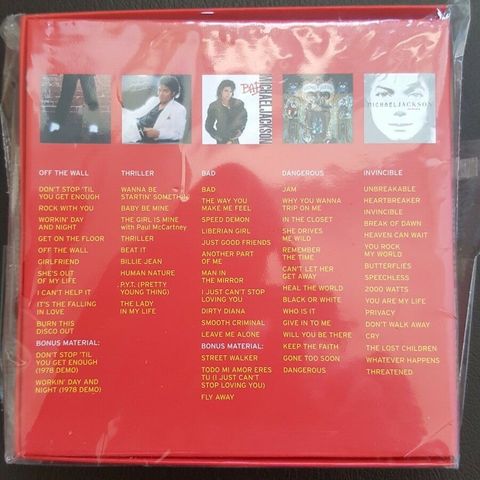 BAD
MICHAEL JACKSON
MICHAEL JACKSON
OFF THE WALL
DON'T STOP 'TIL
YOU GET ENOUGH
ROCK WITH YOU
WORKIN' DAY
AND NIGHT
GET ON THE FLOOR
OFF THE WALL
GIRLFRIEND
SHE'S OUT
OF MY LIFE
I CAN'T HELP IT
IT'S THE FALLING
IN LOVE
BURN THIS
DISCO OUT
BONUS MATERIAL:
DON'T STOP 'TIL
YOU GET ENOUGH
(1978 DEMO)
WORKIN' DAY AND
NIGHT (1978 DEMO)
THRILLER
WANNA BE
STARTIN' SOMETHIN'
BABY BE MINE
THE GIRL IS MINE
with Paul McCartney
THRILLER
BEAT IT
BILLIE JEAN
HUMAN NATURE
P.Y.T. (PRETTY
YOUNG THING)
THE LADY
IN MY LIFE
BAD
BAD
THE WAY YOU
MAKE ME FEEL
SPEED DEMON
LIBERIAN GIRL
JUST GOOD FRIENDS
ANOTHER PART
OF ME
MAN IN
THE MIRROR
I JUST CAN'T STOP
LOVING YOU
DIRTY DIANA
SMOOTH CRIMINAL
LEAVE ME ALONE
BONUS MATERIAL:
STREET WALKER
TODO MI AMOR ERES
TU (I JUST CAN'T
STOP LOVING YOU)
FLY AWAY
DANGEROUS
JAM
WHY YOU WANNA
TRIP ON ME
IN THE CLOSET
SHE DRIVES
ME WILD
REMEMBER
THE TIME
CAN'T LET HER
GET AWAY
HEAL THE WORLD
BLACK OR WHITE
WHO IS IT
GIVE IN TO ME
WILL YOU BE THERE
KEEP THE FAITH
GONE TOO SOON
DANGEROUS
INVINCIBLE
UNBREAKABLE
HEARTBREAKER
INVINCIBLE
BREAK OF DAWN
HEAVEN CAN WAIT
YOU ROCK
MY WORLD
BUTTERFLIES
SPEECHLESS
2000 WATTS
YOU ARE MY LIFE
PRIVACY
DON'T WALK AWAY
CRY
THE LOST CHILDREN
WHATEVER HAPPENS
THREATENED